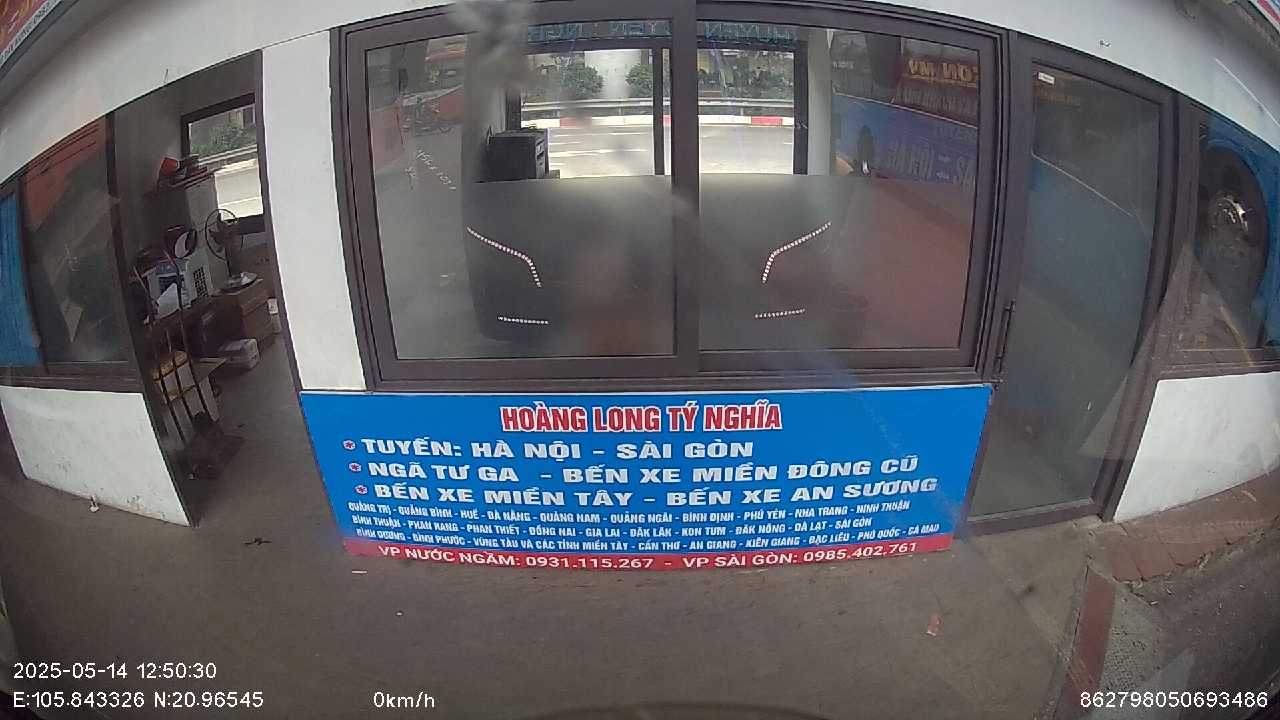 HOÀNG LONG TÝ NGHĨA
* TUYẾN: HÀ NỘI - SÀI GÒN
* NGÃ TƯ GA - BẾN XE MIỀN ĐÔNG CŨ
* BẾN XE MIỀN TÂY - BẾN XE AN SƯƠNG
QUẢNG TRỊ - QUẢNG BÌNH - HUẾ - ĐÀ NẴNG - QUẢNG NAM - QUẢNG NGÃI - BÌNH ĐỊNH - PHÚ YÊN - NHA TRANG - NINH THUẬN
BÌNH THUẬN - PHAN RANG - PHAN THIẾT - ĐỒNG NAI - GIA LAI - ĐĂK LĂK - KON TUM - ĐĂK NÔNG - ĐÀ LẠT - SÀI GÒN
BÌNH DƯƠNG - BÌNH PHƯỚC - VŨNG TÀU VÀ CÁC TỈNH MIỀN TÂY - CẦN THƠ - AN GIANG - KIÊN GIANG - BẠC LIÊU - PHÚ QUỐC - CÀ MAU
VP NƯỚC NGẦM: 0931.115.267 - VP SÀI GÒN: 0985.402.761
2025-05-14 12:50:30
E:105.843326 N:20.96545 0km/h 862798050693486